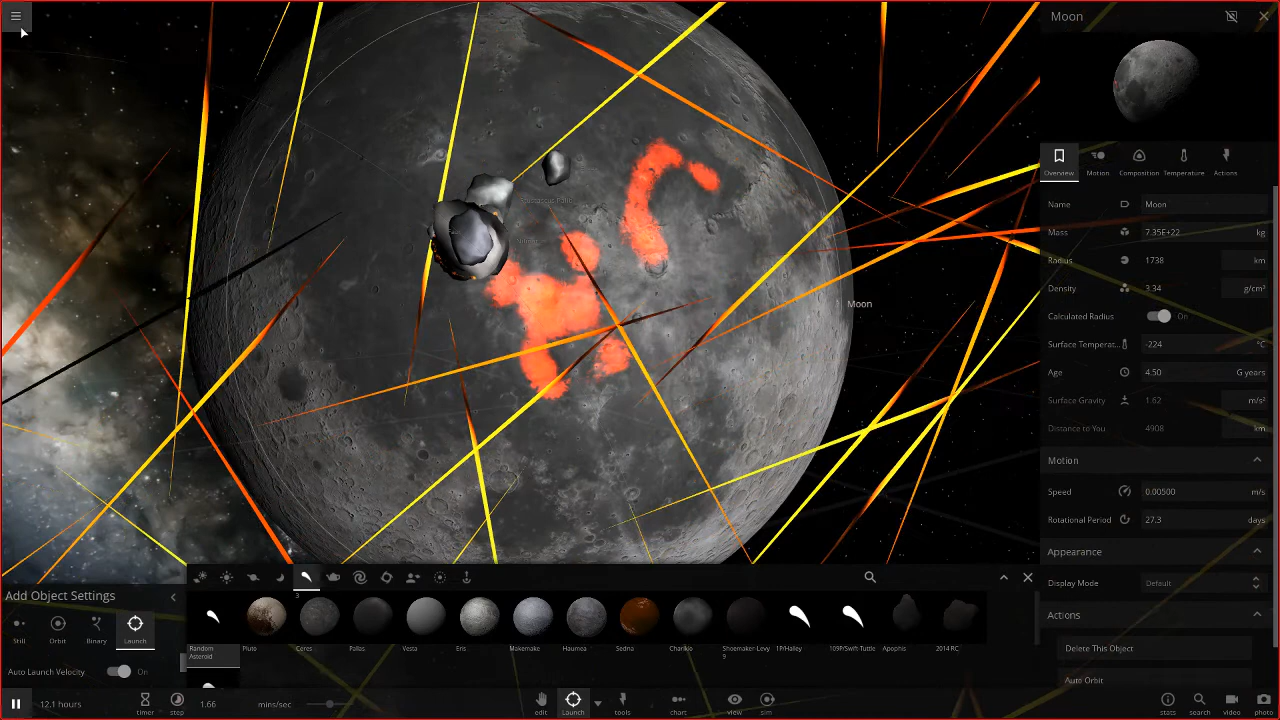 Moon
Overview
Motion
Composition
Temperature
Actions
Name
Moon
Mass
7.35E+22
kg
Radius
1738
km
Density
3.34
g/cm³
Calculated Radius
On
Surface Temperat...
-224
°C
Age
4.50
G years
Surface Gravity
1.62
m/s²
Distance to You
4908
km
Motion
Speed
0.00500
m/s
Rotational Period
27.3
days
Appearance
Display Mode
Default
Actions
Delete This Object
Auto Orbit
Moon
Add Object Settings
Still
Orbit
Binary
Launch
Auto Launch Velocity
On
3
Random Asteroid
Pluto
Ceres
Pallas
Vesta
Eris
Makemake
Haumea
Sedna
Chariklo
Shoemaker-Levy 9
1P/Halley
109P/Swift-Tuttle
Apophis
2014 RC
12.1 hours
timer
step
1.66
mins/sec
edit
Launch
tools
chart
view
sim
stats
search
video
photo